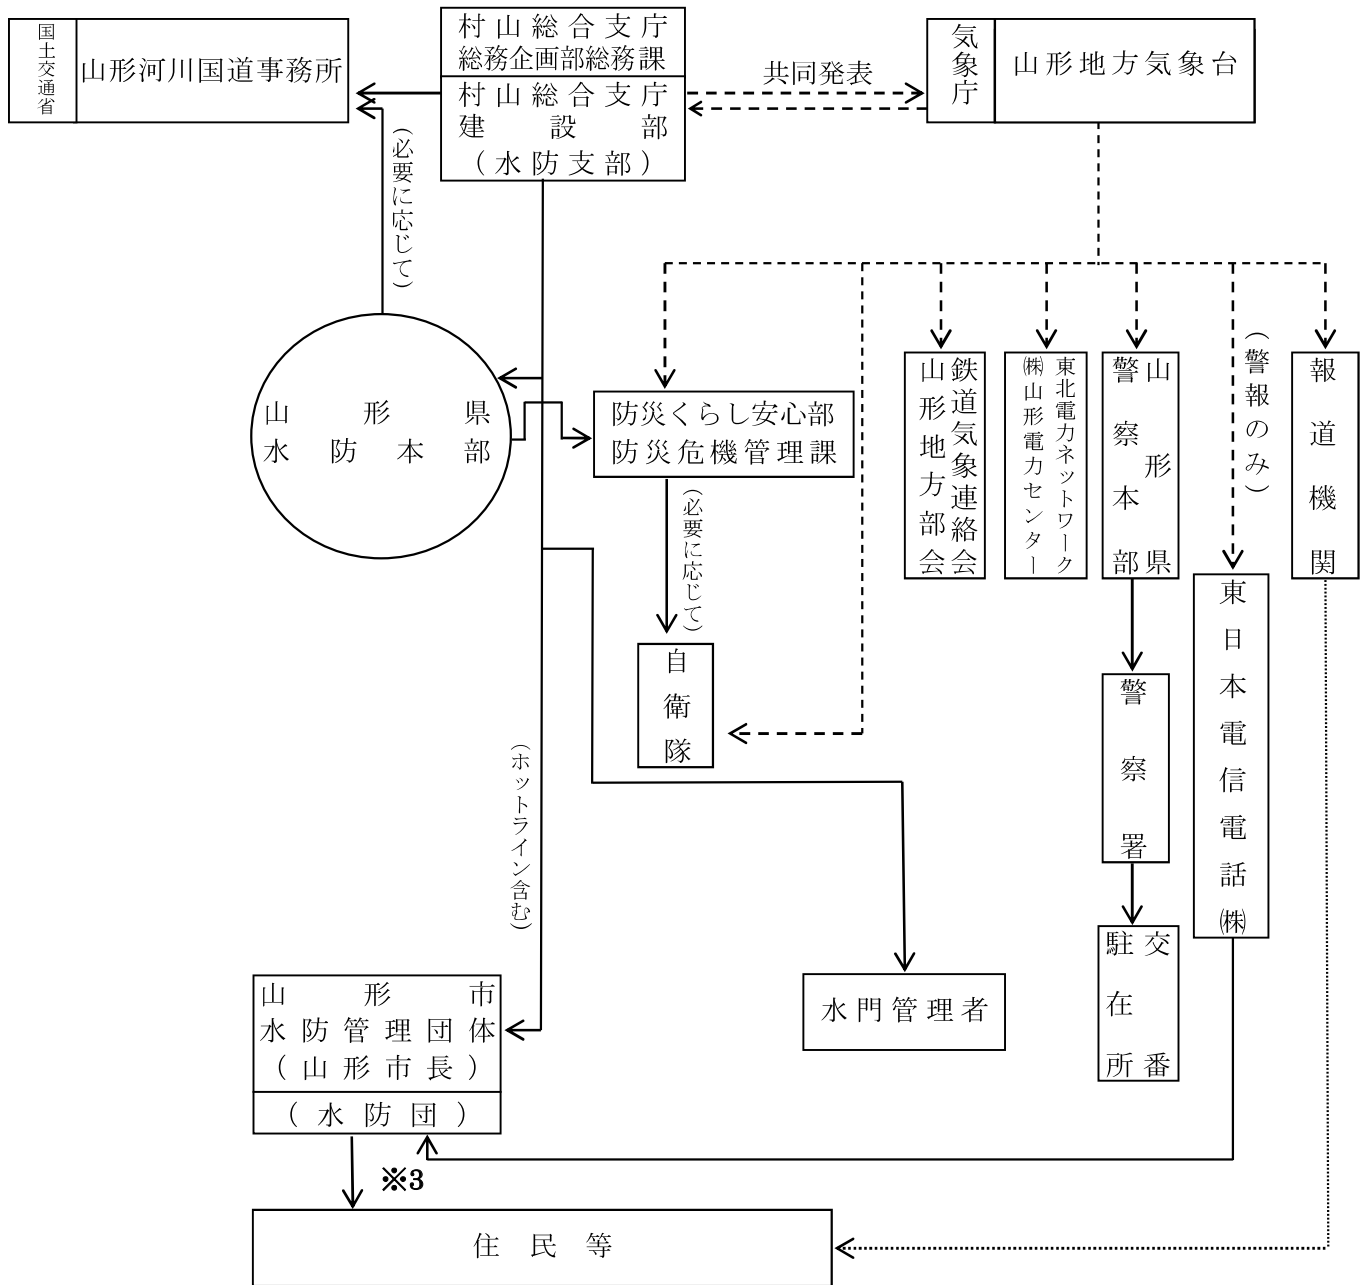 国土交通省
山形河川国道事務所
村山総合支庁
総務企画部総務課
村山総合支庁
建設部
（水防支部）
共同発表
気象庁
山形地方気象台
（必要に応じて）
山形県
水防本部
防災くらし安心部
防災危機管理課
（必要に応じて）
自衛隊
鉄道気象連絡会
山形地方部会
東北電力ネットワーク
㈱山形電力センター
山形県
警察本部
（警報のみ）
報道機関
東日本電信電話㈱
警察署
交番
駐在所
（ホットライン含む）
水門管理者
山形市
水防管理団体
（山形市長）
（水防団）
※3
住民等